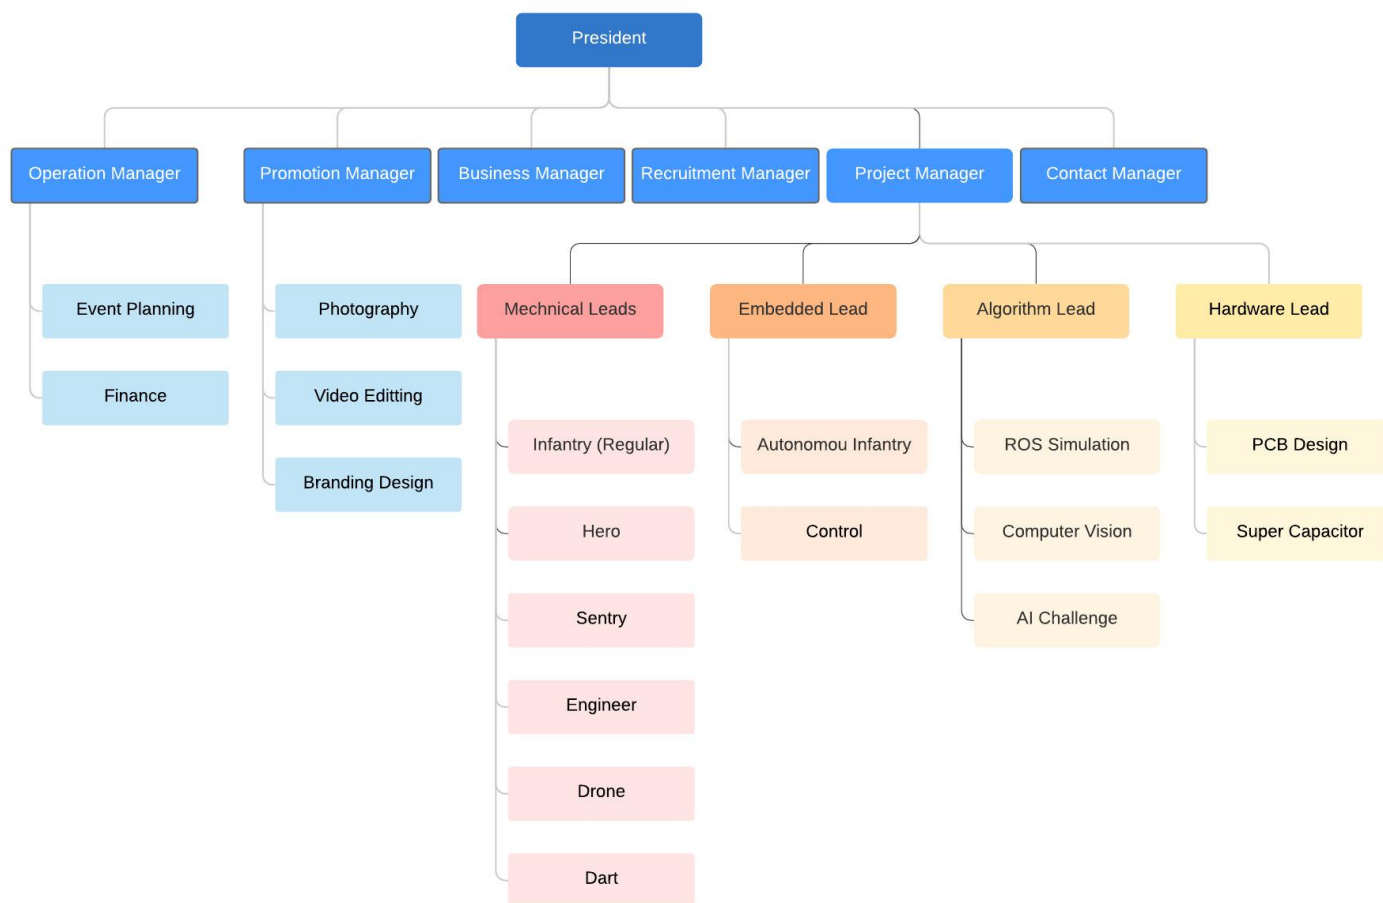 President
Operation Manager
Promotion Manager
Business Manager
Recruitment Manager
Project Manager
Contact Manager
Event Planning
Photography
Mechnical Leads
Embedded Lead
Algorithm Lead
Hardware Lead
Finance
Video Editting
Branding Design
Infantry (Regular)
Autonomou Infantry
ROS Simulation
PCB Design
Hero
Control
Computer Vision
Super Capacitor
Sentry
AI Challenge
Engineer
Drone
Dart